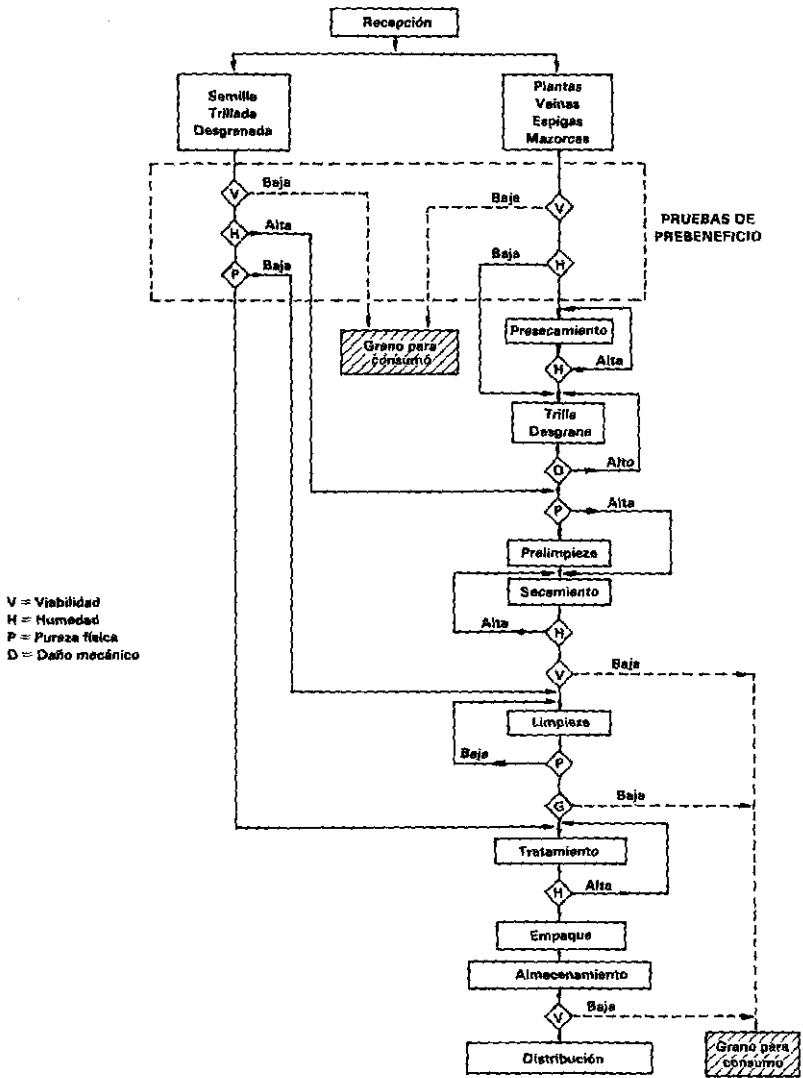 Recepción
Semilla
Trillada
Desgranada
Plantas
Vainas
Espigas
Mazorcas
V
Baja
Baja
V
PRUEBAS DE
PREBENEFICIO
H
Alta
Baja
H
P
Baja
Presecamiento
Grano para
consumo
H
Alta
Trilla
Desgrane
D
Alto
P
Alta
Prelimpieza
Secamiento
V = Viabilidad
H = Humedad
P = Pureza física
D = Daño mecánico
Alta
H
V
Baja
Limpieza
Baja
P
G
Baja
Tratamiento
H
Alta
Empaque
Almacenamiento
V
Baja
Distribución
Grano para
consumo